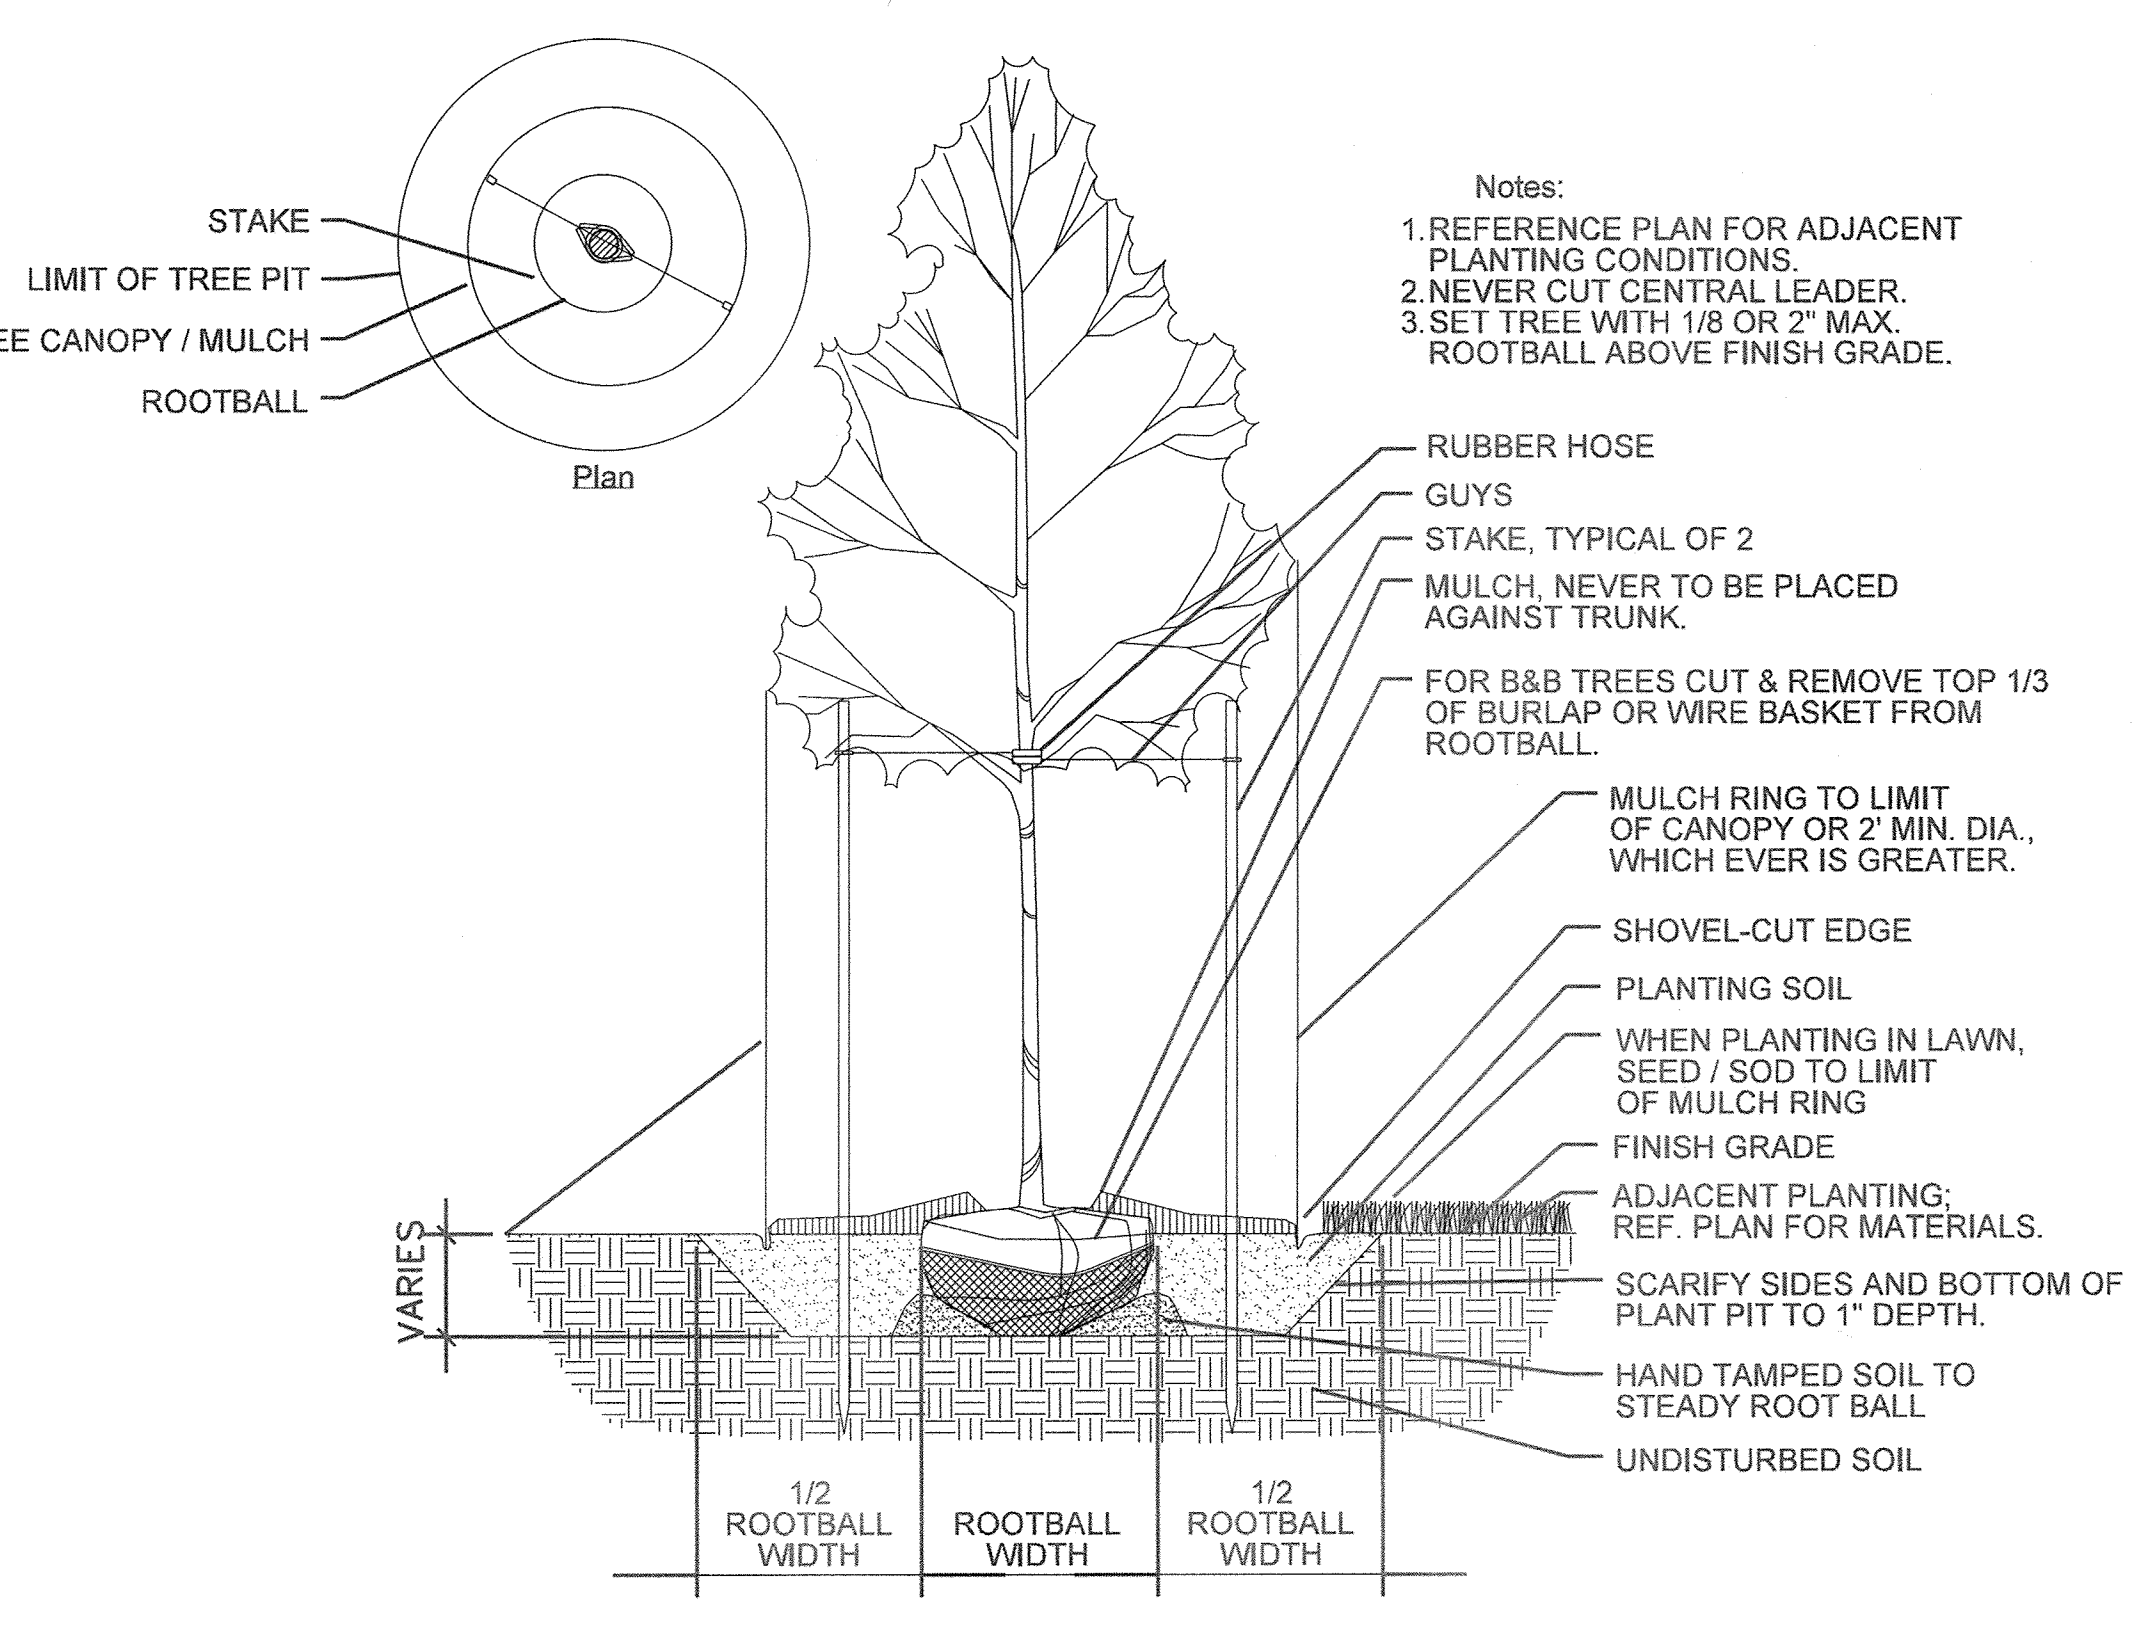 STAKE
LIMIT OF TREE PIT
EE CANOPY / MULCH
ROOTBALL
Plan
Notes:
1. REFERENCE PLAN FOR ADJACENT
PLANTING CONDITIONS.
2. NEVER CUT CENTRAL LEADER.
3. SET TREE WITH 1/8 OR 2" MAX.
ROOTBALL ABOVE FINISH GRADE.
RUBBER HOSE
GUYS
STAKE, TYPICAL OF 2
MULCH, NEVER TO BE PLACED
AGAINST TRUNK.
FOR B&B TREES CUT & REMOVE TOP 1/3
OF BURLAP OR WIRE BASKET FROM
ROOTBALL.
MULCH RING TO LIMIT
OF CANOPY OR 2' MIN. DIA.,
WHICH EVER IS GREATER.
SHOVEL-CUT EDGE
PLANTING SOIL
WHEN PLANTING IN LAWN,
SEED / SOD TO LIMIT
OF MULCH RING
FINISH GRADE
ADJACENT PLANTING;
REF. PLAN FOR MATERIALS.
SCARIFY SIDES AND BOTTOM OF
PLANT PIT TO 1" DEPTH.
HAND TAMPED SOIL TO
STEADY ROOT BALL
UNDISTURBED SOIL
VARIES
1/2
ROOTBALL
WIDTH
ROOTBALL
WIDTH
1/2
ROOTBALL
WIDTH